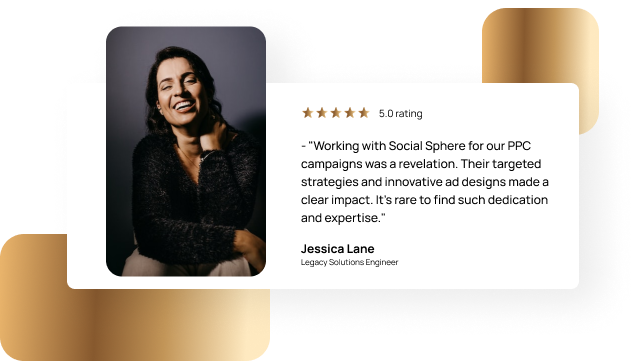 5.0 rating
- "Working with Social Sphere for our PPC
campaigns was a revelation. Their targeted
strategies and innovative ad designs made a
clear impact. It's rare to find such dedication
and expertise."
Jessica Lane
Legacy Solutions Engineer